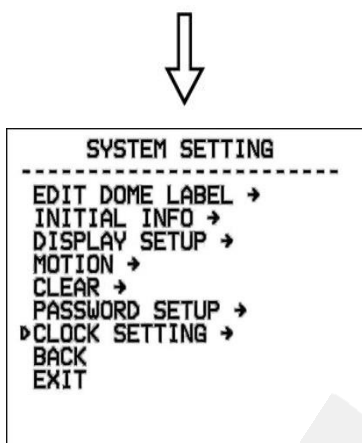 SYSTEM SETTING
------------------------
EDIT DOME LABEL →
INITIAL INFO →
DISPLAY SETUP →
MOTION →
CLEAR →
PASSWORD SETUP →
▷CLOCK SETTING →
BACK
EXIT